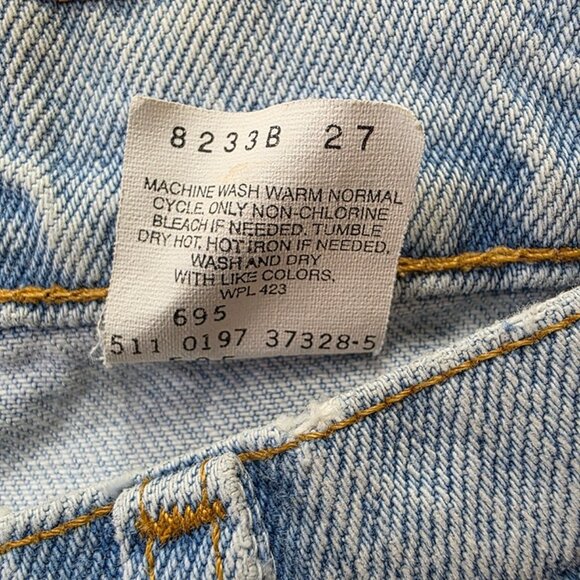 8233B 27
MACHINE WASH WARM NORMAL
CYCLE. ONLY NON-CHLORINE
BLEACH IF NEEDED. TUMBLE
DRY HOT. HOT IRON IF NEEDED.
WASH AND DRY
WITH LIKE COLORS.
WPL 423
695
511 0197 37328-5